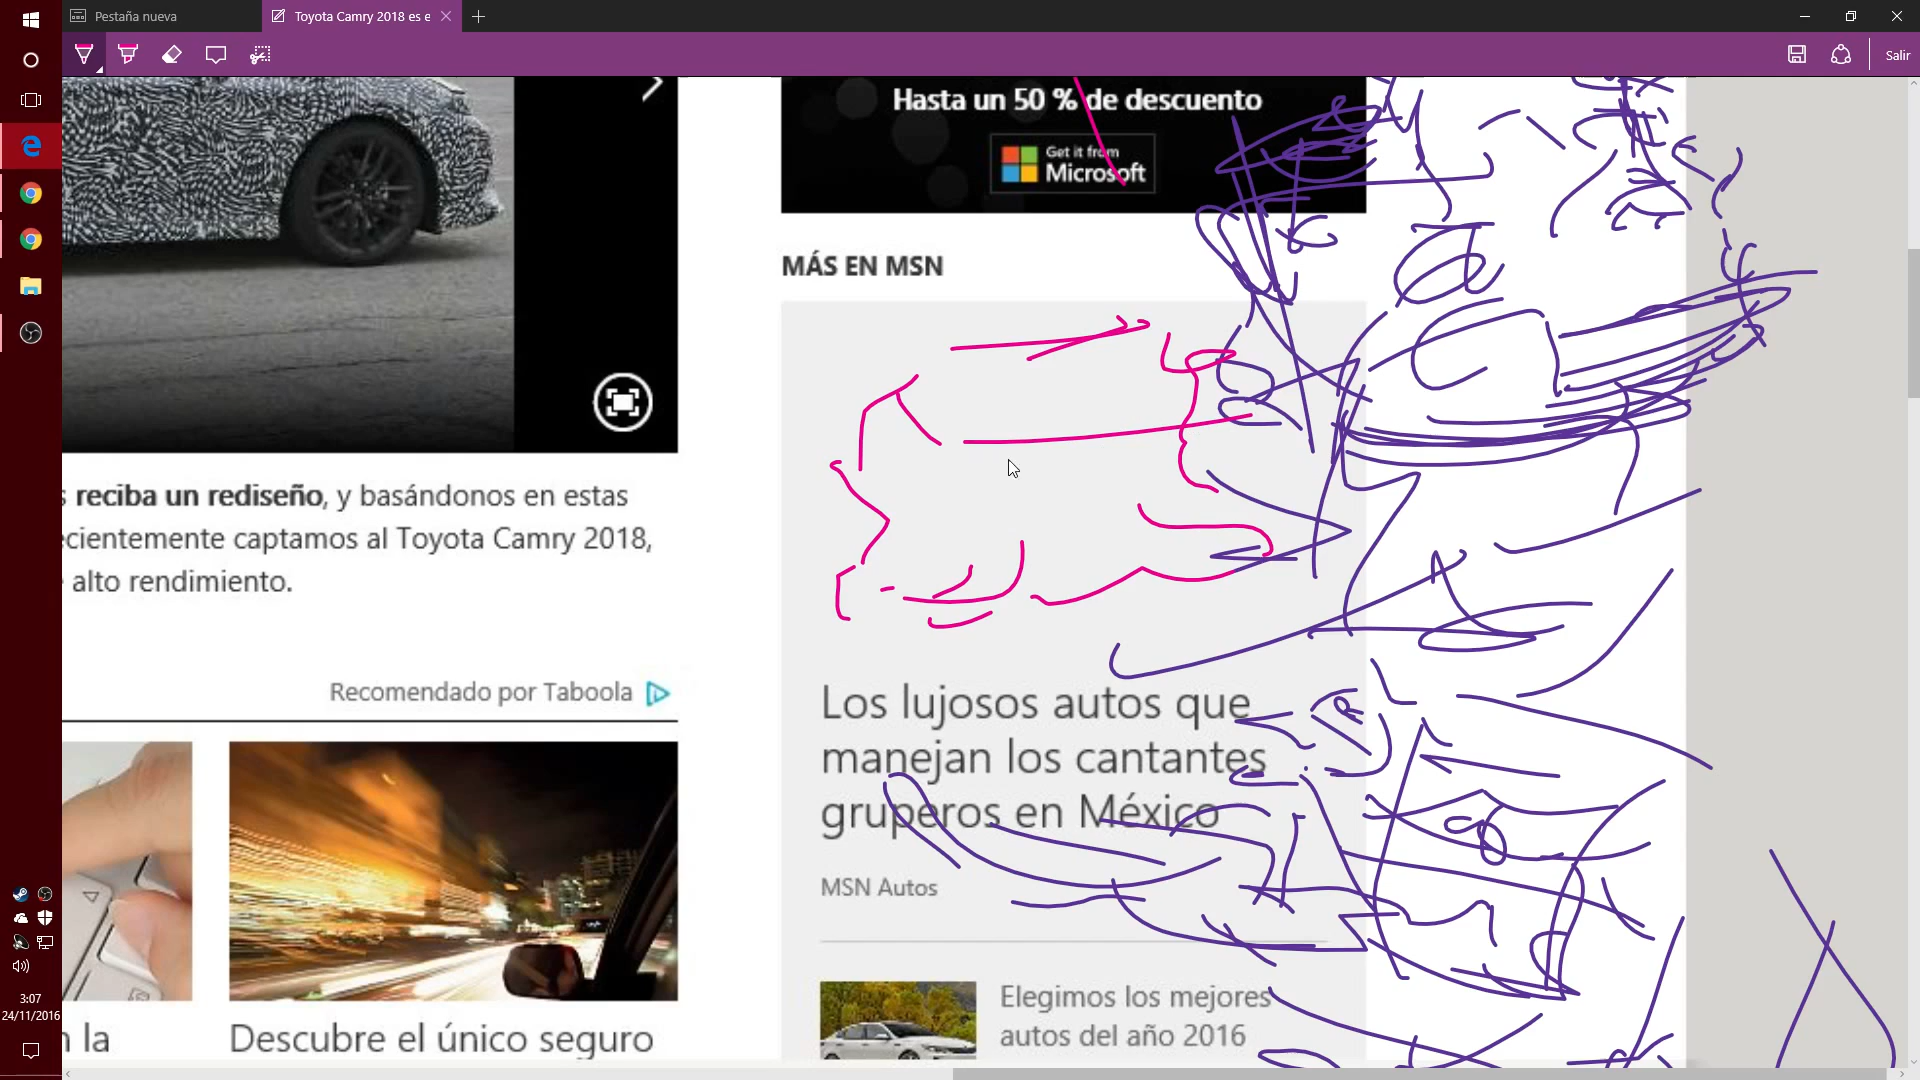 Pestaña nueva
Toyota Camry 2018 es e
Salir
Hasta un 50 % de descuento
Get it from
Microsoft
MÁS EN MSN
reciba un rediseño, y basándonos en estas
ecientemente captamos al Toyota Camry 2018,
alto rendimiento.
Recomendado por Taboola
Los lujosos autos que
manejan los cantantes
gruperos en México
MSN Autos
Elegimos los mejores
autos del año 2016
n la
Descubre el único seguro
3:07
24/11/2016